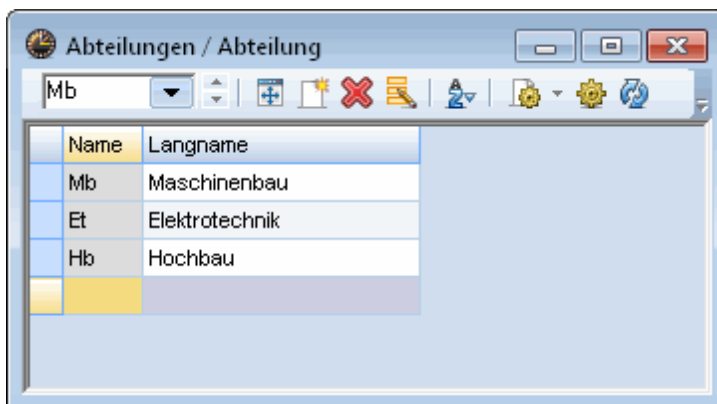 Abteilungen / Abteilung
Mb
Name Langname
Mb Maschinenbau
Et Elektrotechnik
Hb Hochbau